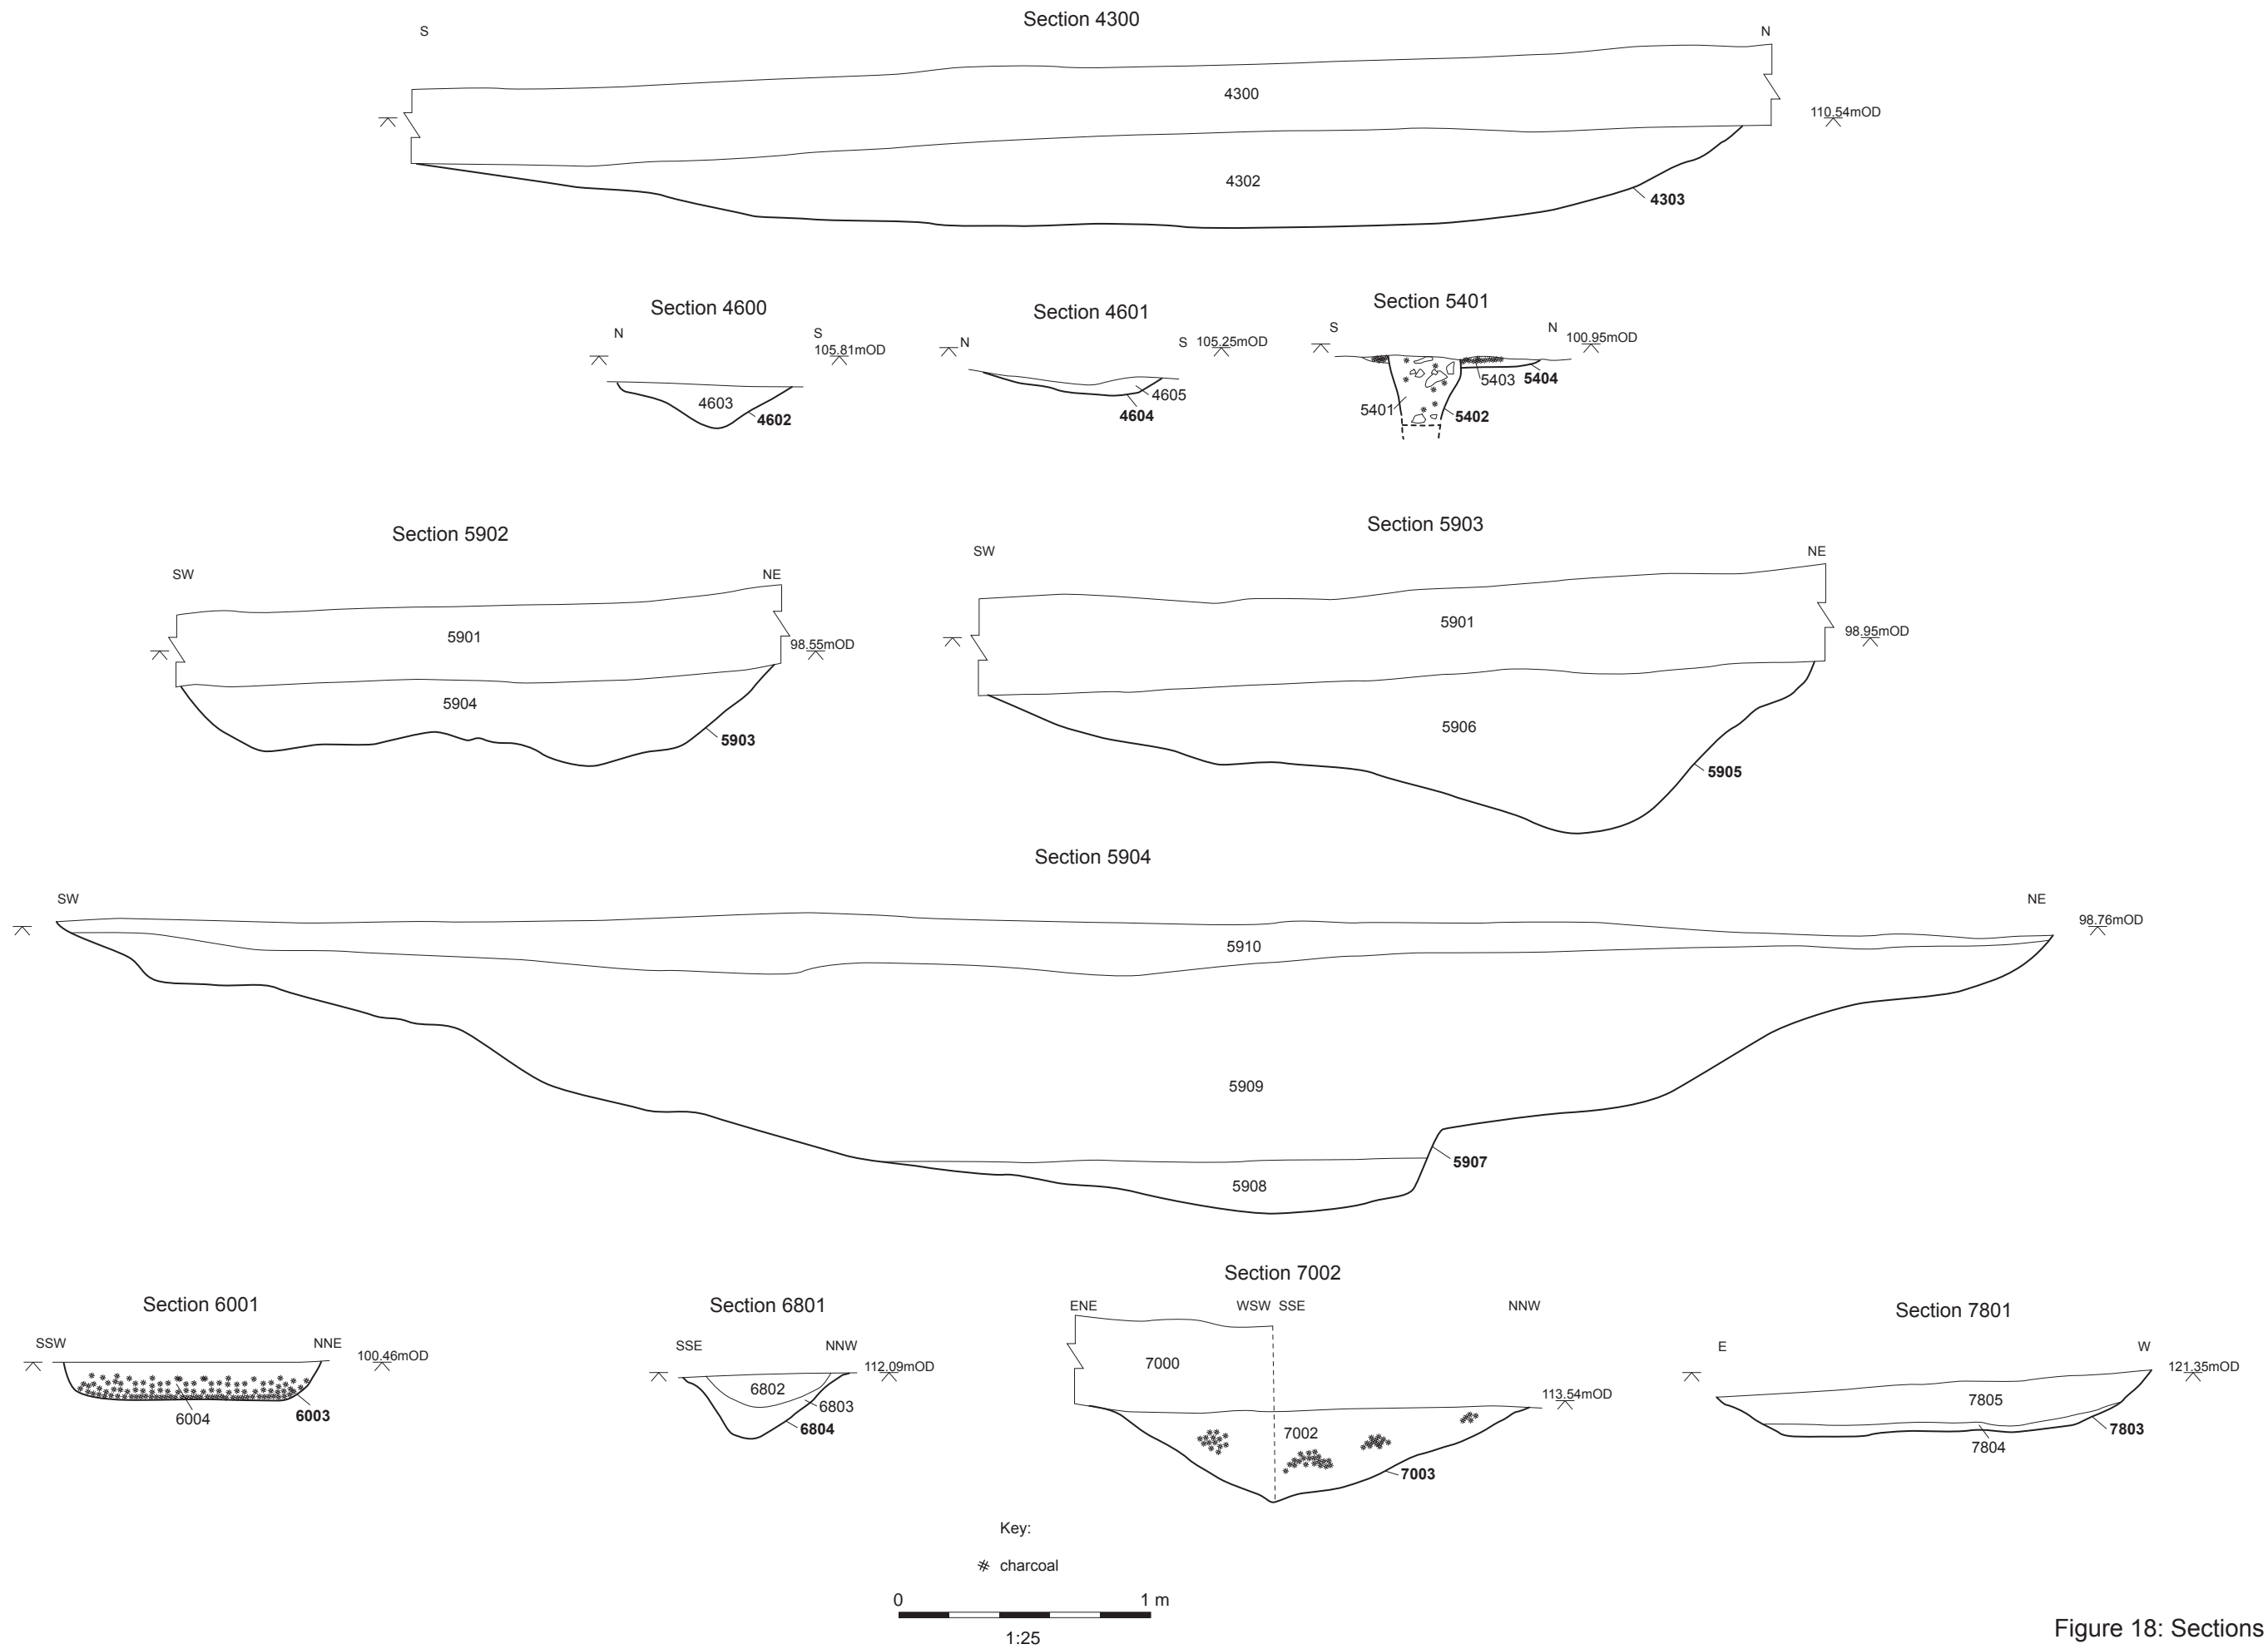 Section 4300
S N
4300
110.54mOD
4302
4303
Section 4600
N S
105.81mOD
4603
4602
Section 4601
N S 105.25mOD
4605
4604
Section 5401
S N 100.95mOD
5403 5404
5401 5402
Section 5902
SW NE
5901
98.55mOD
5904
5903
Section 5903
SW NE
5901
98.95mOD
5906
5905
Section 5904
SW NE
98.76mOD
5910
5909
5907
5908
Section 6001
SSW NNE
100.46mOD
6004 6003
Section 6801
SSE NNW
112.09mOD
6802
6803
6804
Section 7002
ENE WSW SSE NNW
7000
113.54mOD
7002
7003
Section 7801
E W
121.35mOD
7805
7803
7804
Key:
charcoal
0 1 m
1:25
Figure 18: Sections